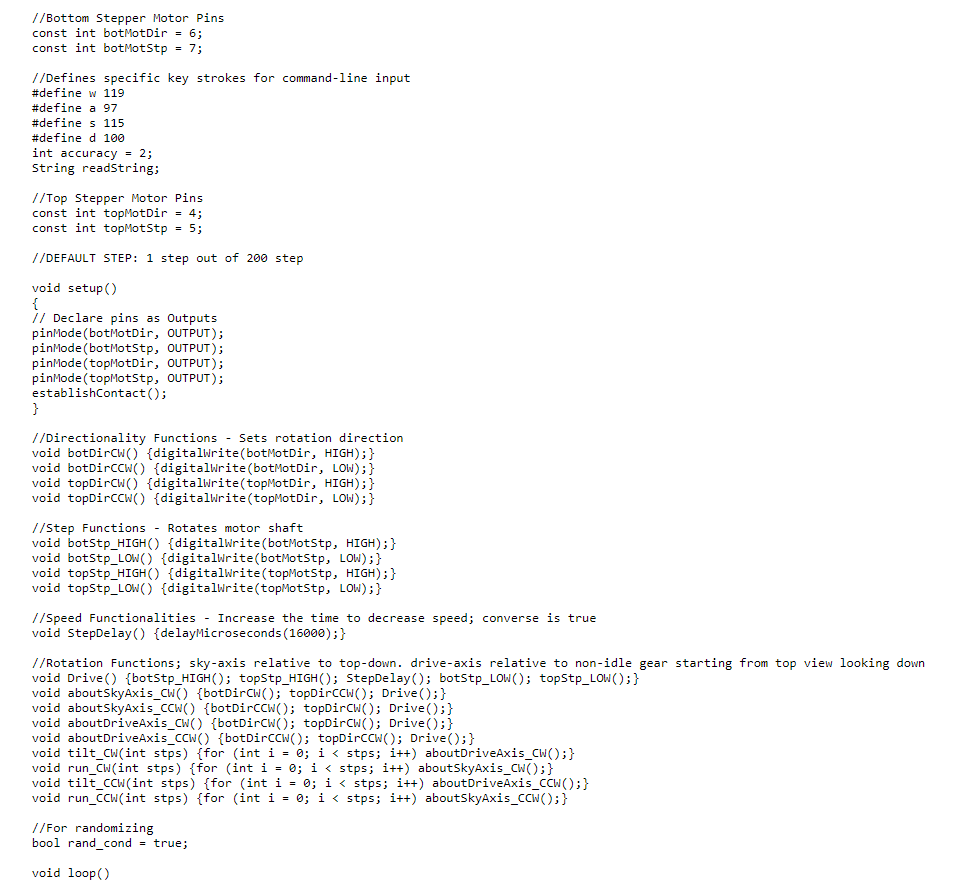 //Bottom Stepper Motor Pins
const int botMotDir = 6;
const int botMotStp = 7;
//Defines specific key strokes for command-line input
#define w 119
#define a 97
#define s 115
#define d 100
int accuracy = 2;
String readString;
//Top Stepper Motor Pins
const int topMotDir = 4;
const int topMotStp = 5;
//DEFAULT STEP: 1 step out of 200 step
void setup()
{
// Declare pins as Outputs
pinMode(botMotDir, OUTPUT);
pinMode(botMotStp, OUTPUT);
pinMode(topMotDir, OUTPUT);
pinMode(topMotStp, OUTPUT);
establishContact();
}
//Directionality Functions - Sets rotation direction
void botDirCW() {digitalWrite(botMotDir, HIGH);}
void botDirCCW() {digitalWrite(botMotDir, LOW);}
void topDirCW() {digitalWrite(topMotDir, HIGH);}
void topDirCCW() {digitalWrite(topMotDir, LOW);}
//Step Functions - Rotates motor shaft
void botStp_HIGH() {digitalWrite(botMotStp, HIGH);}
void botStp_LOW() {digitalWrite(botMotStp, LOW);}
void topStp_HIGH() {digitalWrite(topMotStp, HIGH);}
void topStp_LOW() {digitalWrite(topMotStp, LOW);}
//Speed Functionalities - Increase the time to decrease speed; converse is true
void StepDelay() {delayMicroseconds(16000);}
//Rotation Functions; sky-axis relative to top-down. drive-axis relative to non-idle gear starting from top view looking down
void Drive() {botStp_HIGH(); topStp_HIGH(); StepDelay(); botStp_LOW(); topStp_LOW();}
void aboutSkyAxis_CW() {botDirCW(); topDirCCW(); Drive();}
void aboutSkyAxis_CCW() {botDirCCW(); topDirCW(); Drive();}
void aboutDriveAxis_CW() {botDirCW(); topDirCW(); Drive();}
void aboutDriveAxis_CCW() {botDirCCW(); topDirCCW(); Drive();}
void tilt_CW(int stps) {for (int i = 0; i < stps; i++) aboutDriveAxis_CW();}
void run_CW(int stps) {for (int i = 0; i < stps; i++) aboutSkyAxis_CW();}
void tilt_CCW(int stps) {for (int i = 0; i < stps; i++) aboutDriveAxis_CCW();}
void run_CCW(int stps) {for (int i = 0; i < stps; i++) aboutSkyAxis_CCW();}
//For randomizing
bool rand_cond = true;
void loop()